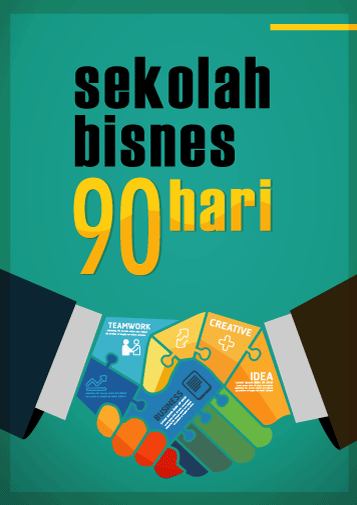 sekolah
bisnes
90 hari
TEAMWORK
CREATIVE
IDEA
BUSINESS